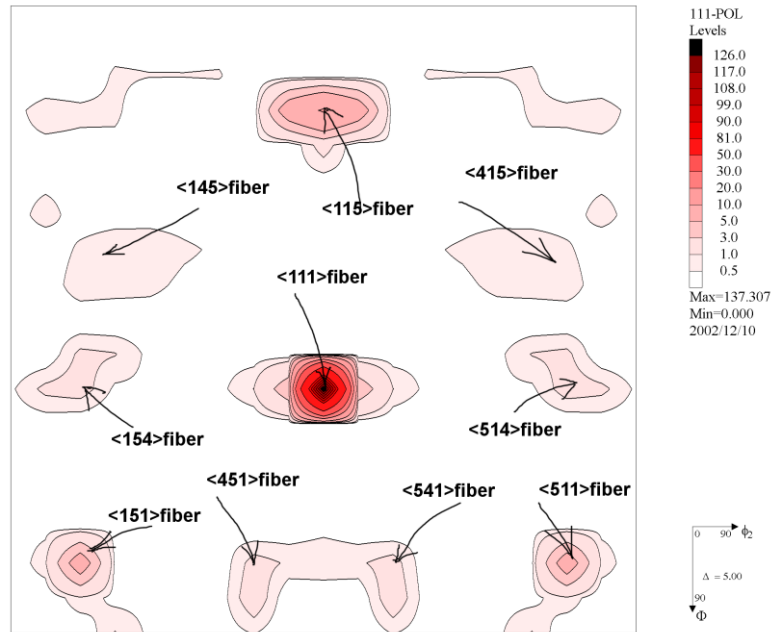 111-POL
Levels
126.0
117.0
108.0
99.0
90.0
81.0
50.0
30.0
20.0
10.0
5.0
3.0
1.0
0.5
Max=137.307
Min=0.000
2002/12/10
<145>fiber
<415>fiber
<115>fiber
<111>fiber
<154>fiber
<514>fiber
<451>fiber
<541>fiber
<511>fiber
<151>fiber
0 90 ϕ2
Δ = 5.00
90
Φ